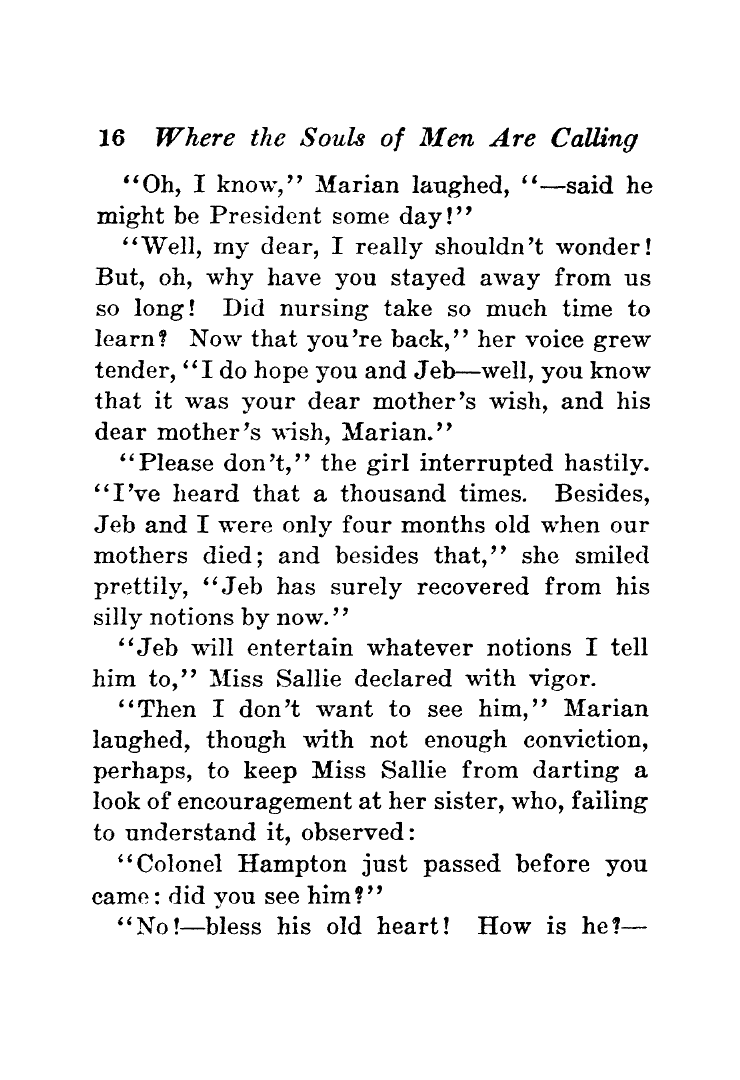 16 Where the Souls of Men Are Calling
“Oh, I know,” Marian laughed, “—said he
might be President some day!”
“Well, my dear, I really shouldn’t wonder!
But, oh, why have you stayed away from us
so long! Did nursing take so much time to
learn? Now that you’re back,” her voice grew
tender, “I do hope you and Jeb—well, you know
that it was your dear mother’s wish, and his
dear mother’s wish, Marian.”
“Please don’t,” the girl interrupted hastily.
“I’ve heard that a thousand times. Besides,
Jeb and I were only four months old when our
mothers died; and besides that,” she smiled
prettily, “Jeb has surely recovered from his
silly notions by now.”
“Jeb will entertain whatever notions I tell
him to,” Miss Sallie declared with vigor.
“Then I don’t want to see him,” Marian
laughed, though with not enough conviction,
perhaps, to keep Miss Sallie from darting a
look of encouragement at her sister, who, failing
to understand it, observed:
“Colonel Hampton just passed before you
came: did you see him?”
“No!—bless his old heart! How is he?—